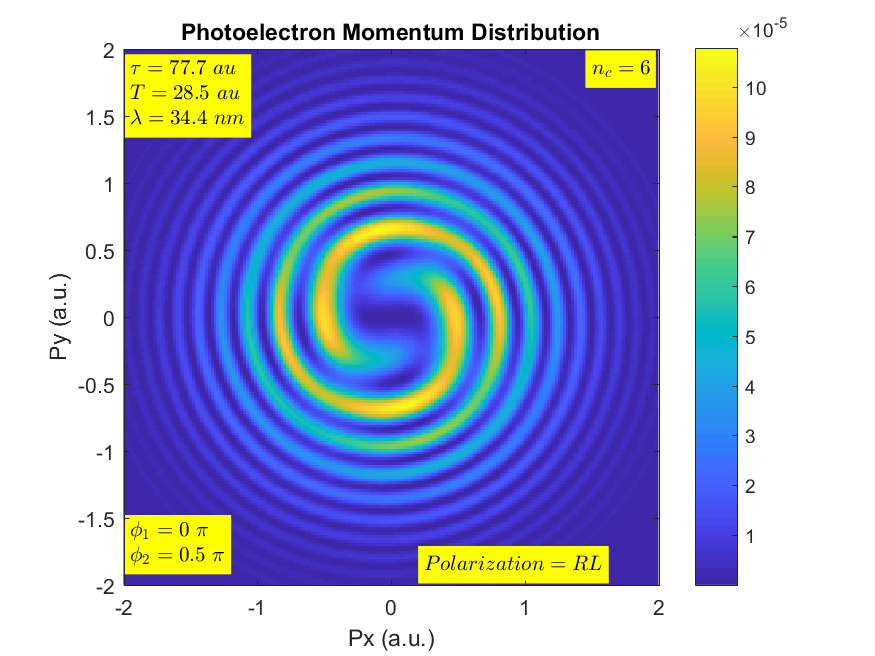 Photoelectron Momentum Distribution
×10⁻⁵
τ = 77.7 au
T = 28.5 au
λ = 34.4 nm
n_c = 6
2
1.5
1
0.5
0
-0.5
-1
-1.5
-2
Py (a.u.)
10
9
8
7
6
5
4
3
2
1
ϕ₁ = 0 π
ϕ₂ = 0.5 π
Polarization = RL
-2
-1
0
1
2
Px (a.u.)